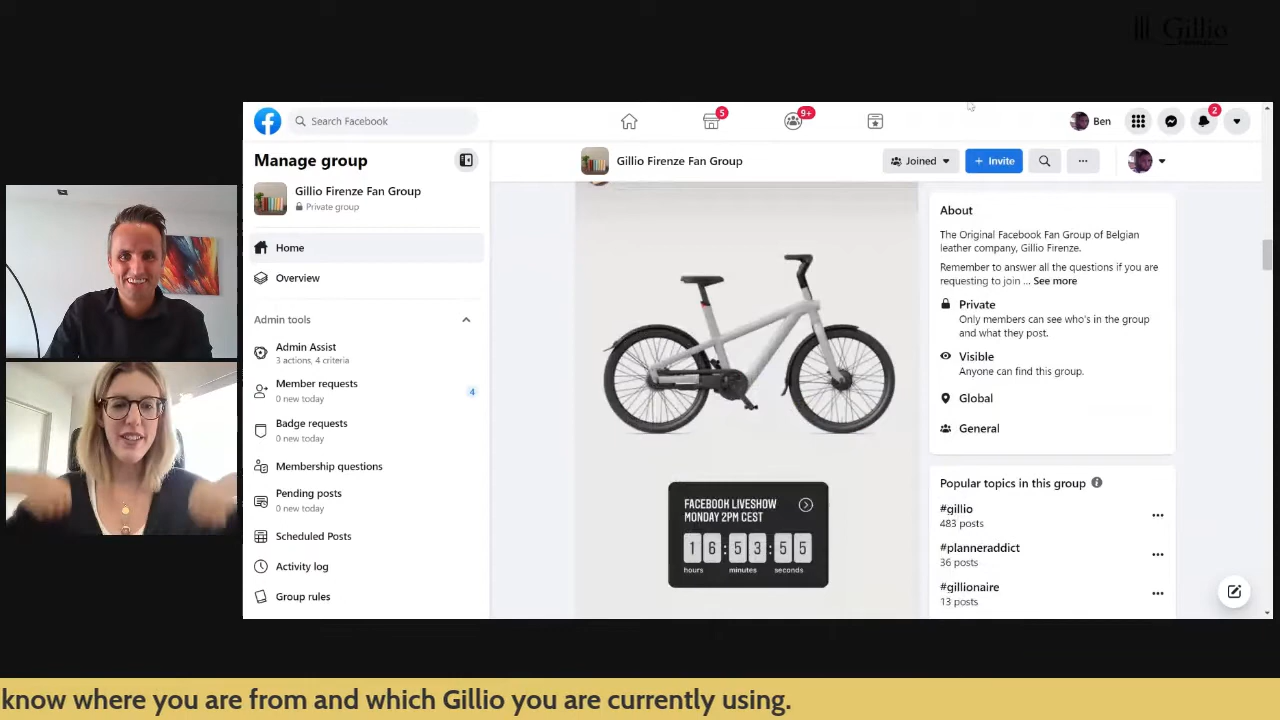 Gillio
Search Facebook
5
9+
Ben
2
Manage group
Gillio Firenze Fan Group
Private group
Home
Overview
Admin tools
Admin Assist
3 actions, 4 criteria
Member requests
0 new today
4
Badge requests
0 new today
Membership questions
Pending posts
0 new today
Scheduled Posts
Activity log
Group rules
Gillio Firenze Fan Group
Joined
+ Invite
FACEBOOK LIVESHOW
MONDAY 2PM CEST
16:53:55
hours minutes seconds
About
The Original Facebook Fan Group of Belgian
leather company, Gillio Firenze.
Remember to answer all the questions if you are
requesting to join ... See more
Private
Only members can see who's in the group
and what they post.
Visible
Anyone can find this group.
Global
General
Popular topics in this group
#gillio
483 posts
#planneraddict
36 posts
#gillionaire
13 posts
know where you are from and which Gillio you are currently using.